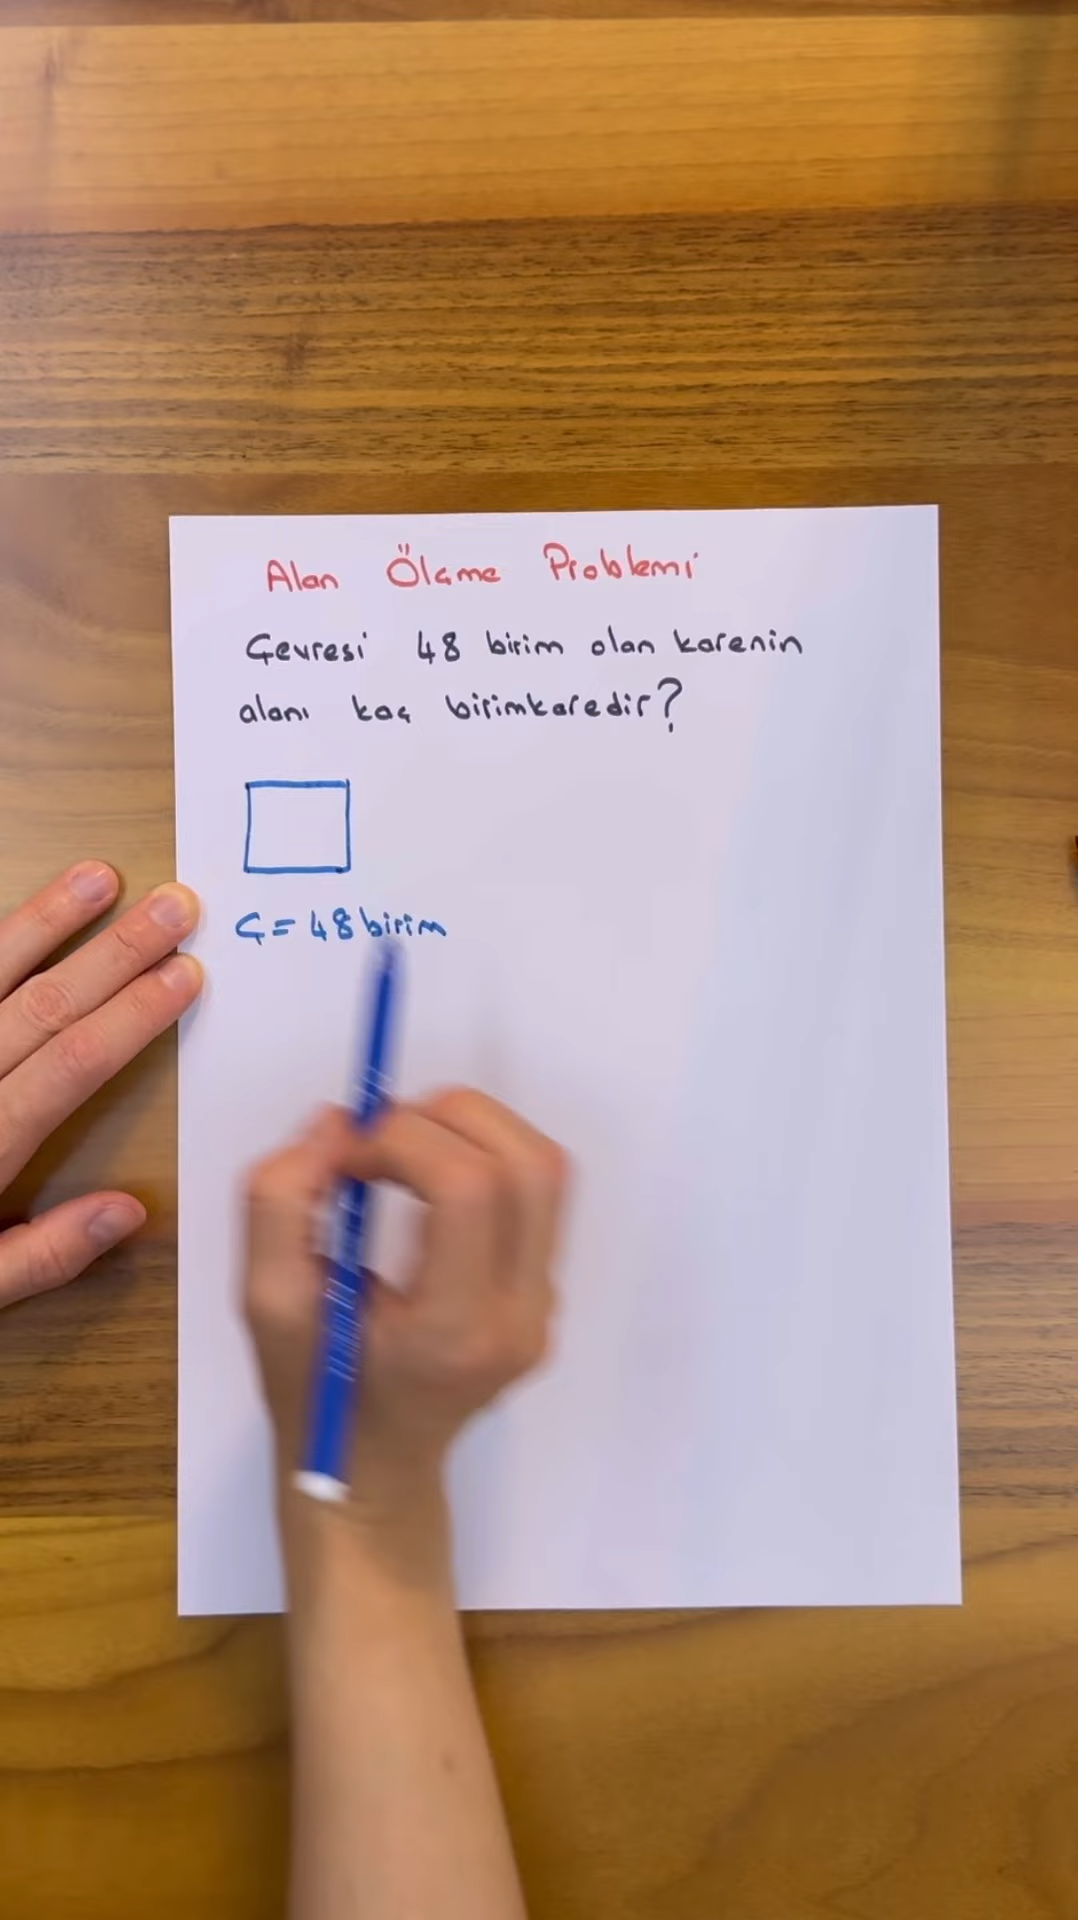 Alan Ölçme Problemi
Çevresi 48 birim olan karenin
alanı kaç birimkaredir?
Ç = 48 birim